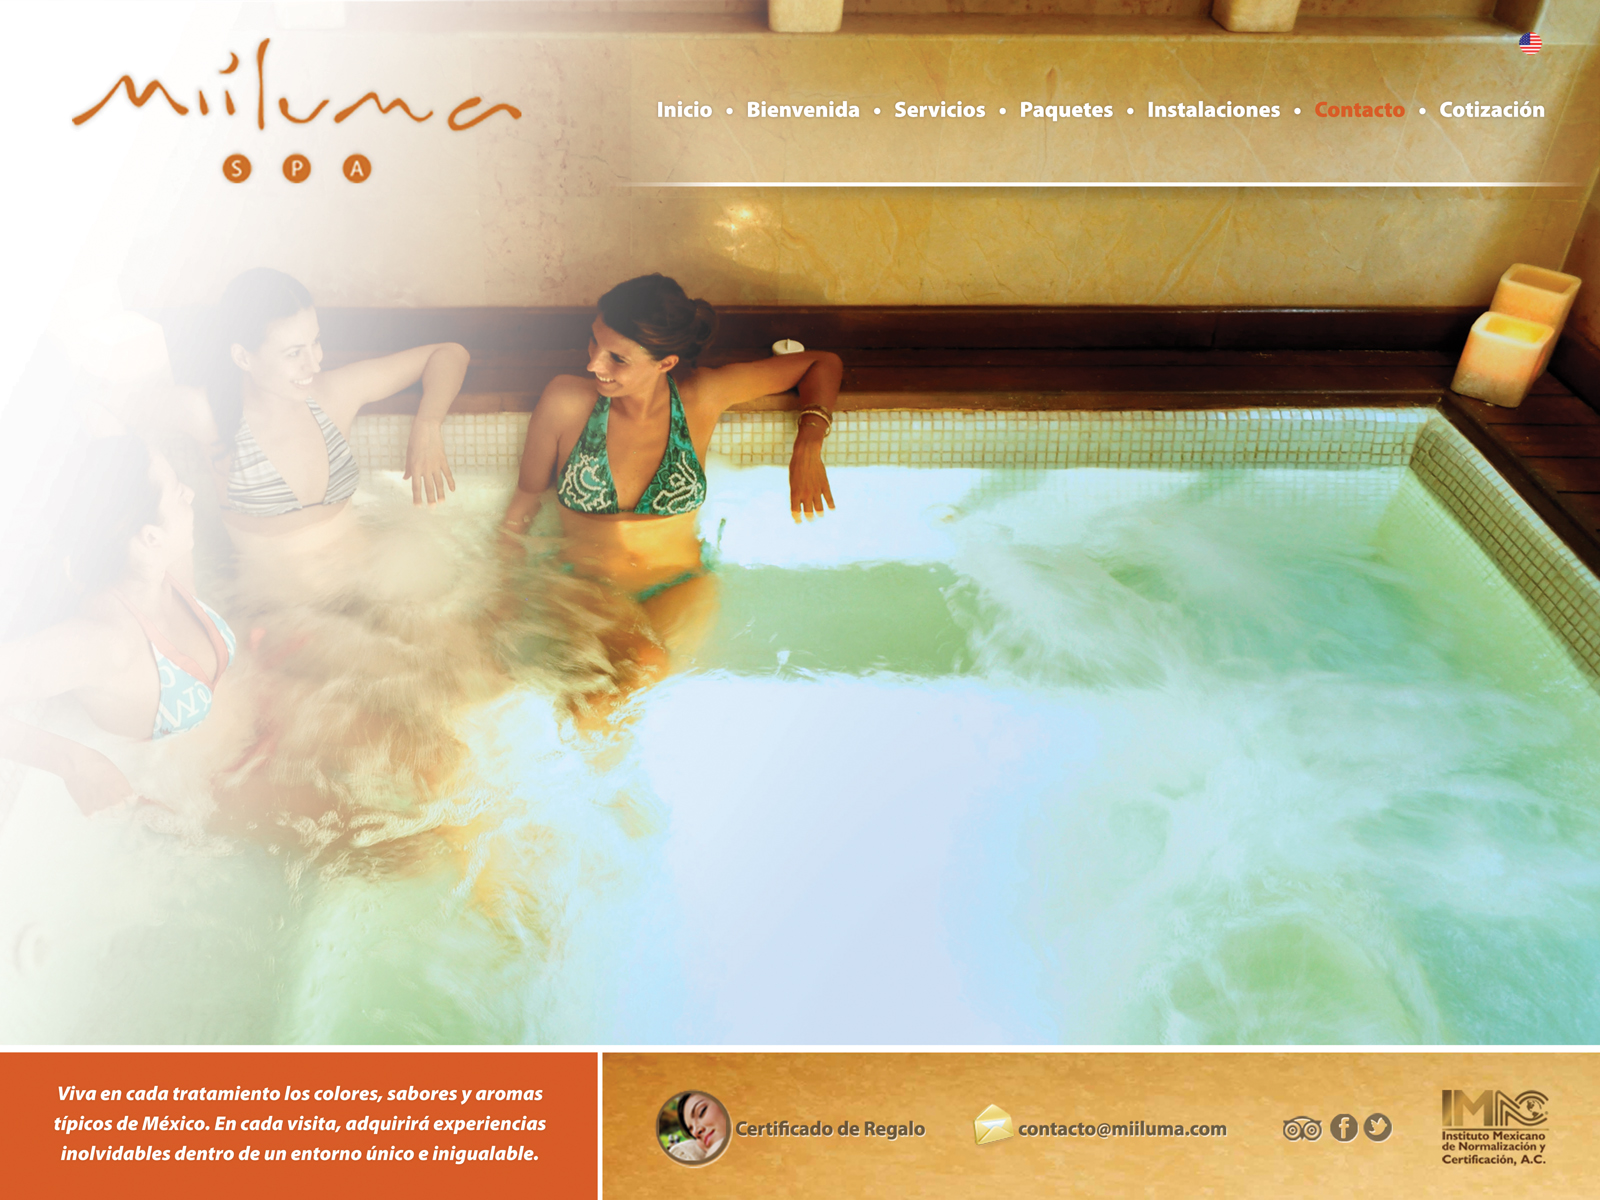 miiluma
SPA
Inicio • Bienvenida • Servicios • Paquetes • Instalaciones • Contacto • Cotización
Viva en cada tratamiento los colores, sabores y aromas
típicos de México. En cada visita, adquirirá experiencias
inolvidables dentro de un entorno único e inigualable.
Certificado de Regalo
contacto@miiluma.com
IMNC
Instituto Mexicano
de Normalización y
Certificación, A.C.